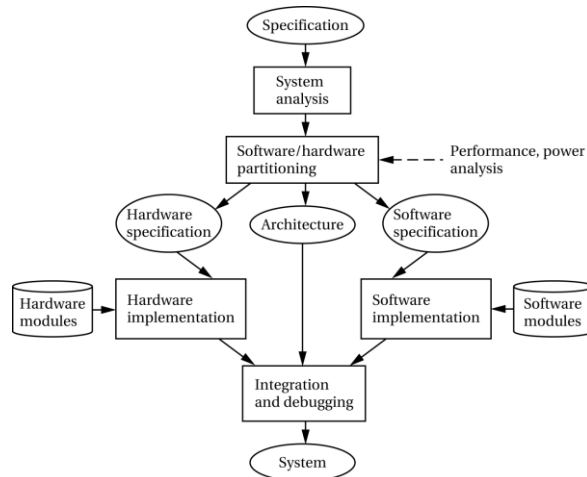 Specification
System
analysis
Software/hardware
partitioning
Performance, power
analysis
Hardware
specification
Architecture
Software
specification
Hardware
modules
Hardware
implementation
Software
implementation
Software
modules
Integration
and debugging
System